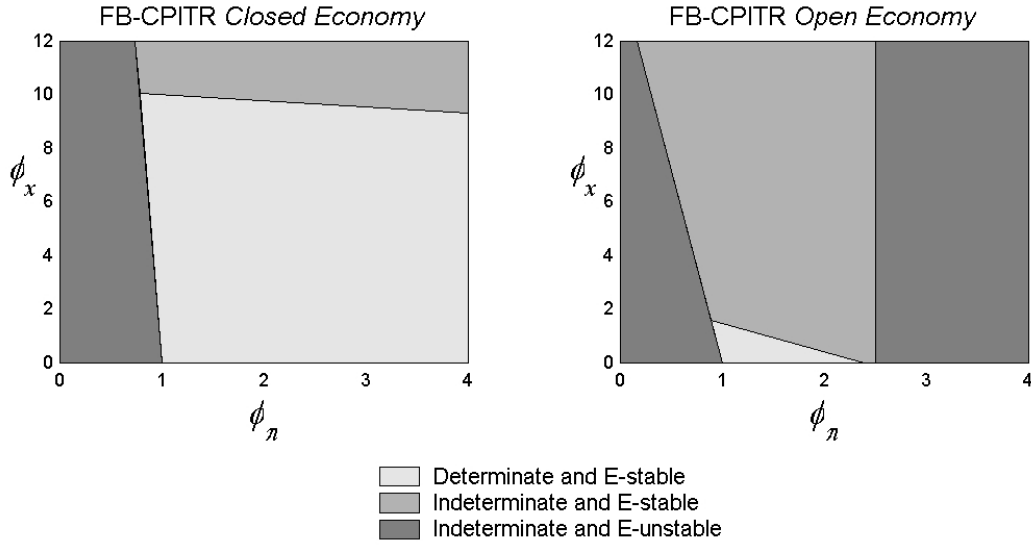 FB-CPITR Closed Economy
12
10
8
6
4
2
0
ϕx
0 1 2 3 4
ϕπ
FB-CPITR Open Economy
12
10
8
6
4
2
0
ϕx
0 1 2 3 4
ϕπ
Determinate and E-stable
Indeterminate and E-stable
Indeterminate and E-unstable